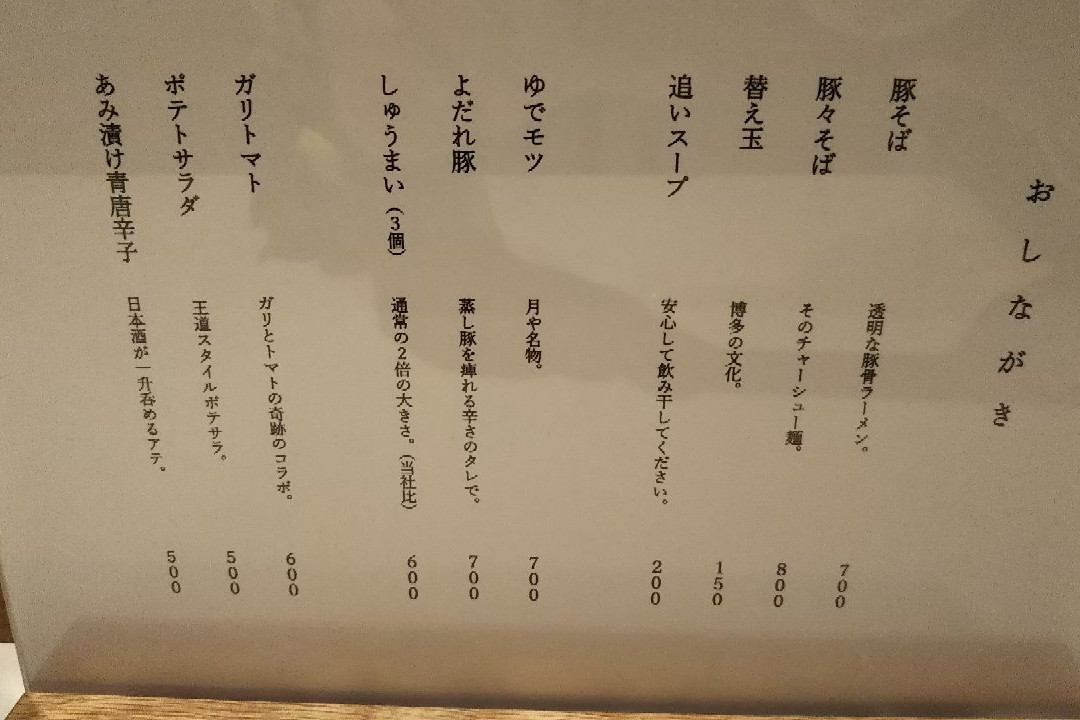 おしながき
豚そば 透明な豚骨ラーメン。 700
豚々そば そのチャーシュー麺。 800
替え玉 博多の文化。 150
追いスープ 安心して飲み干してください。 200
ゆでモツ 月や名物。 700
よだれ豚 蒸し豚を痺れる辛さのタレで。 700
しゅうまい（3個） 通常の2倍の大きさ。（当社比） 600
ガリトマト ガリとトマトの奇跡のコラボ。 600
ポテトサラダ 王道スタイルポテサラ。 500
あみ漬け青唐辛子 日本酒が一升呑めるアテ。 500